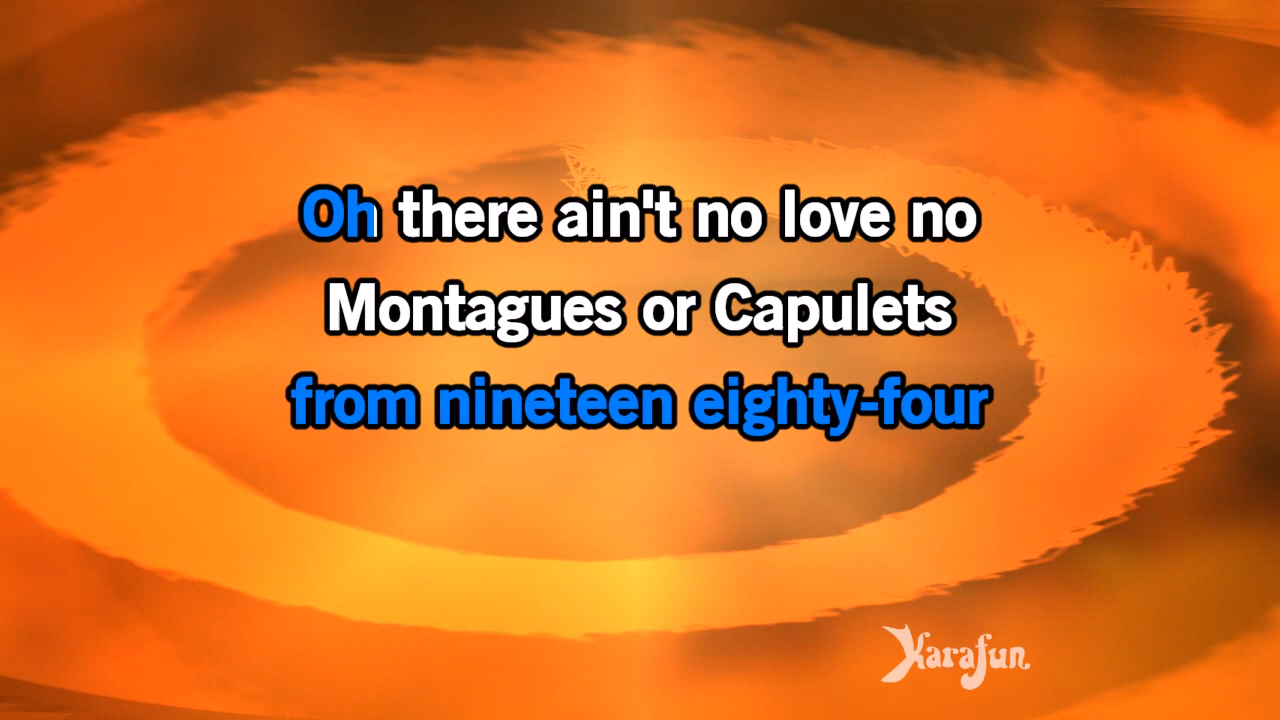 Oh there ain't no love no
Montagues or Capulets
from nineteen eighty-four
Karafun